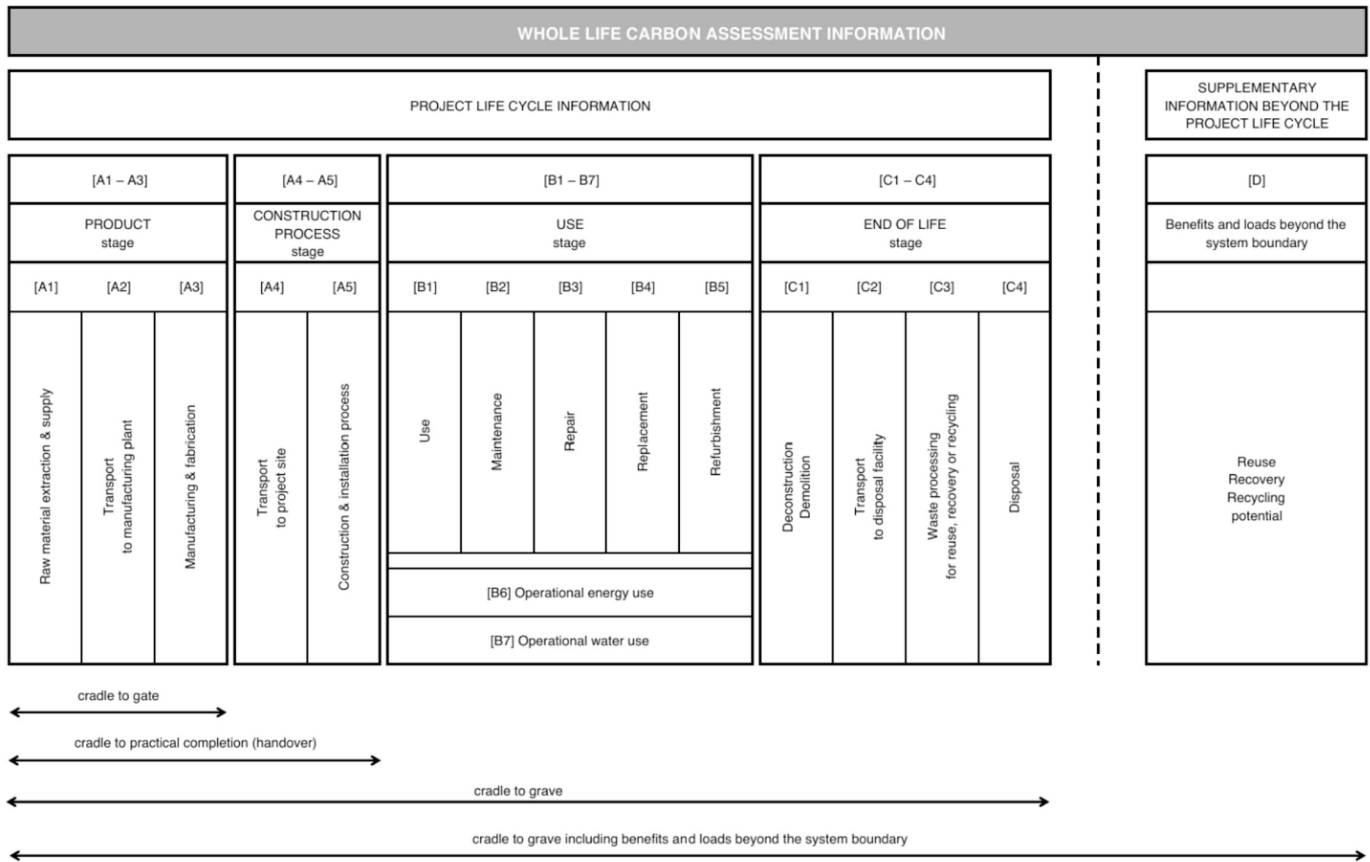 WHOLE LIFE CARBON ASSESSMENT INFORMATION
PROJECT LIFE CYCLE INFORMATION
SUPPLEMENTARY
INFORMATION BEYOND THE
PROJECT LIFE CYCLE
[A1 – A3]
[A4 – A5]
[B1 – B7]
[C1 – C4]
[D]
PRODUCT
stage
CONSTRUCTION
PROCESS
stage
USE
stage
END OF LIFE
stage
Benefits and loads beyond the
system boundary
[A1]
[A2]
[A3]
[A4]
[A5]
[B1]
[B2]
[B3]
[B4]
[B5]
[C1]
[C2]
[C3]
[C4]
Raw material extraction & supply
Transport
to manufacturing plant
Manufacturing & fabrication
Transport
to project site
Construction & installation process
Use
Maintenance
Repair
Replacement
Refurbishment
[B6] Operational energy use
[B7] Operational water use
Deconstruction
Demolition
Transport
to disposal facility
Waste processing
for reuse, recovery or recycling
Disposal
Reuse
Recovery
Recycling
potential
cradle to gate
cradle to practical completion (handover)
cradle to grave
cradle to grave including benefits and loads beyond the system boundary